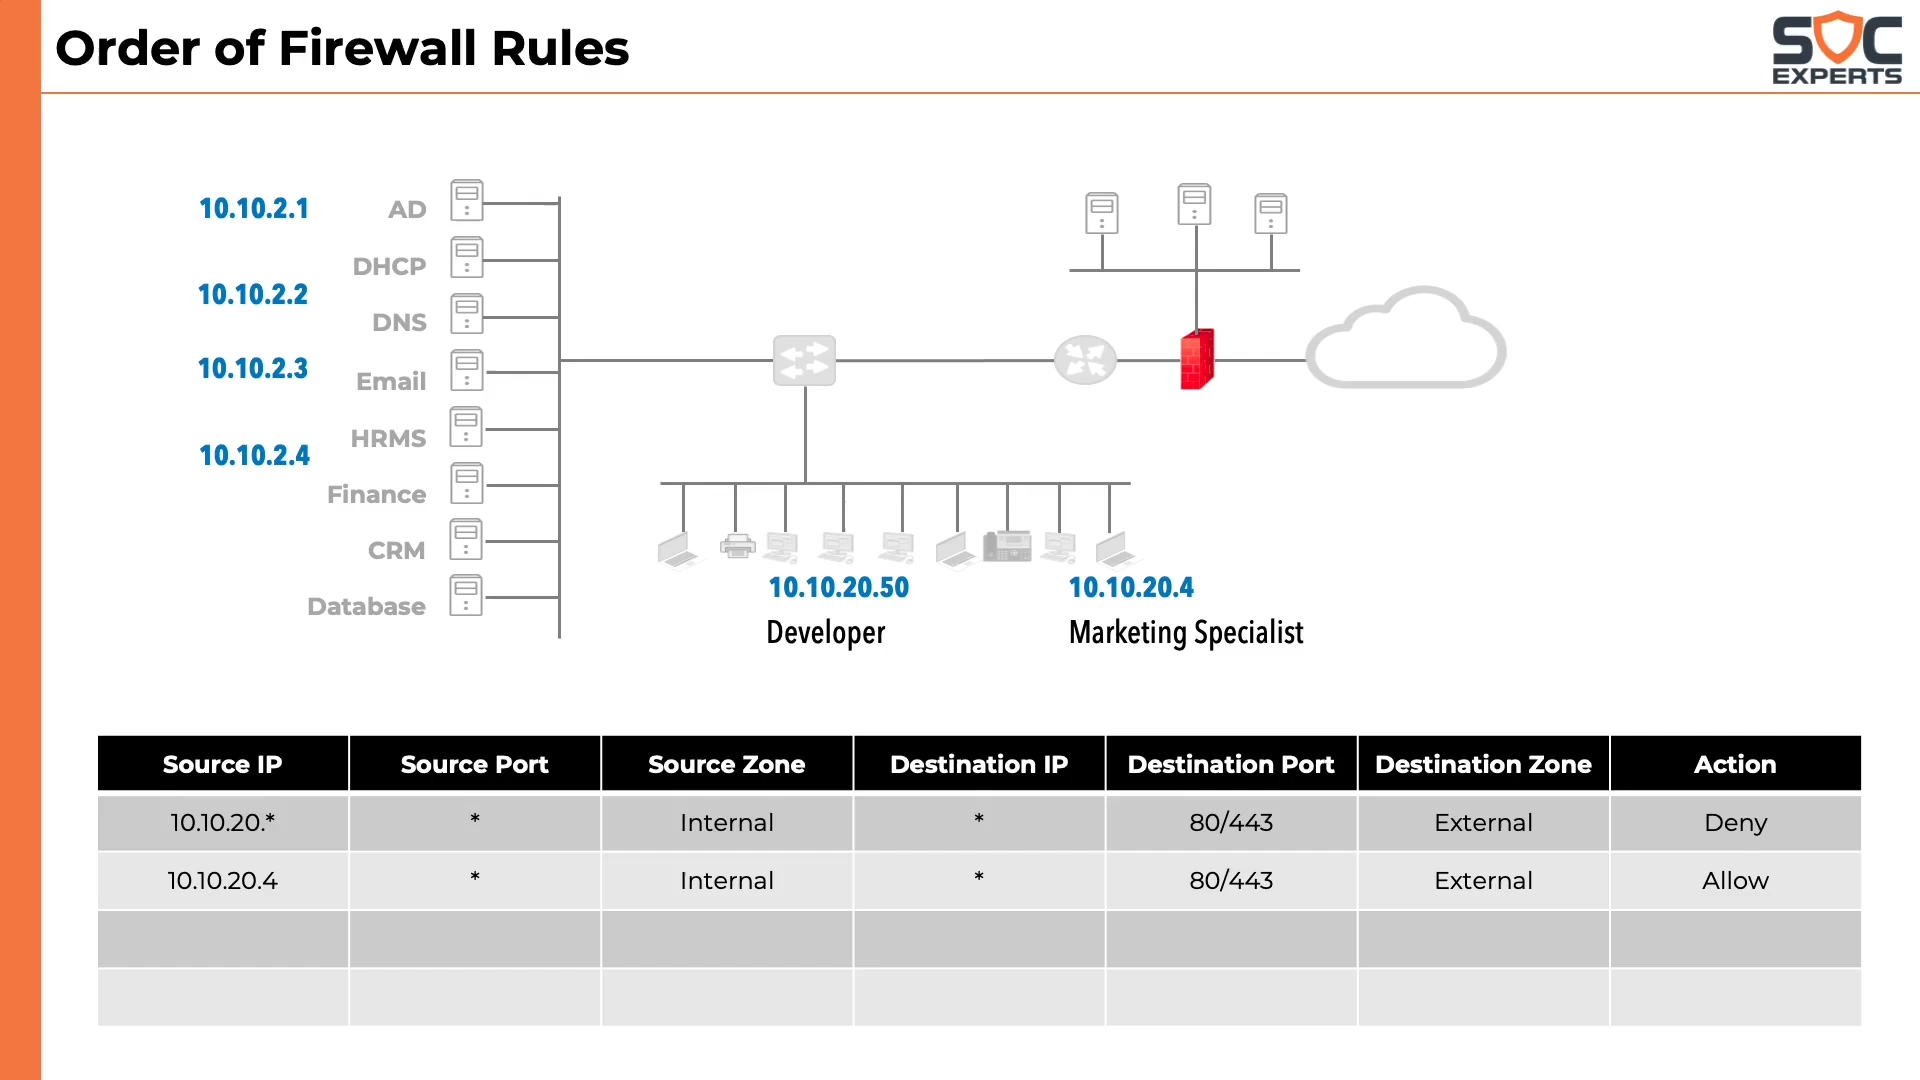 Order of Firewall Rules
SOC
EXPERTS
10.10.2.1
AD
DHCP
10.10.2.2
DNS
10.10.2.3
Email
HRMS
10.10.2.4
Finance
CRM
Database
10.10.20.50
10.10.20.4
Developer
Marketing Specialist
Source IP Source Port Source Zone Destination IP Destination Port Destination Zone Action
10.10.20.* * Internal * 80/443 External Deny
10.10.20.4 * Internal * 80/443 External Allow